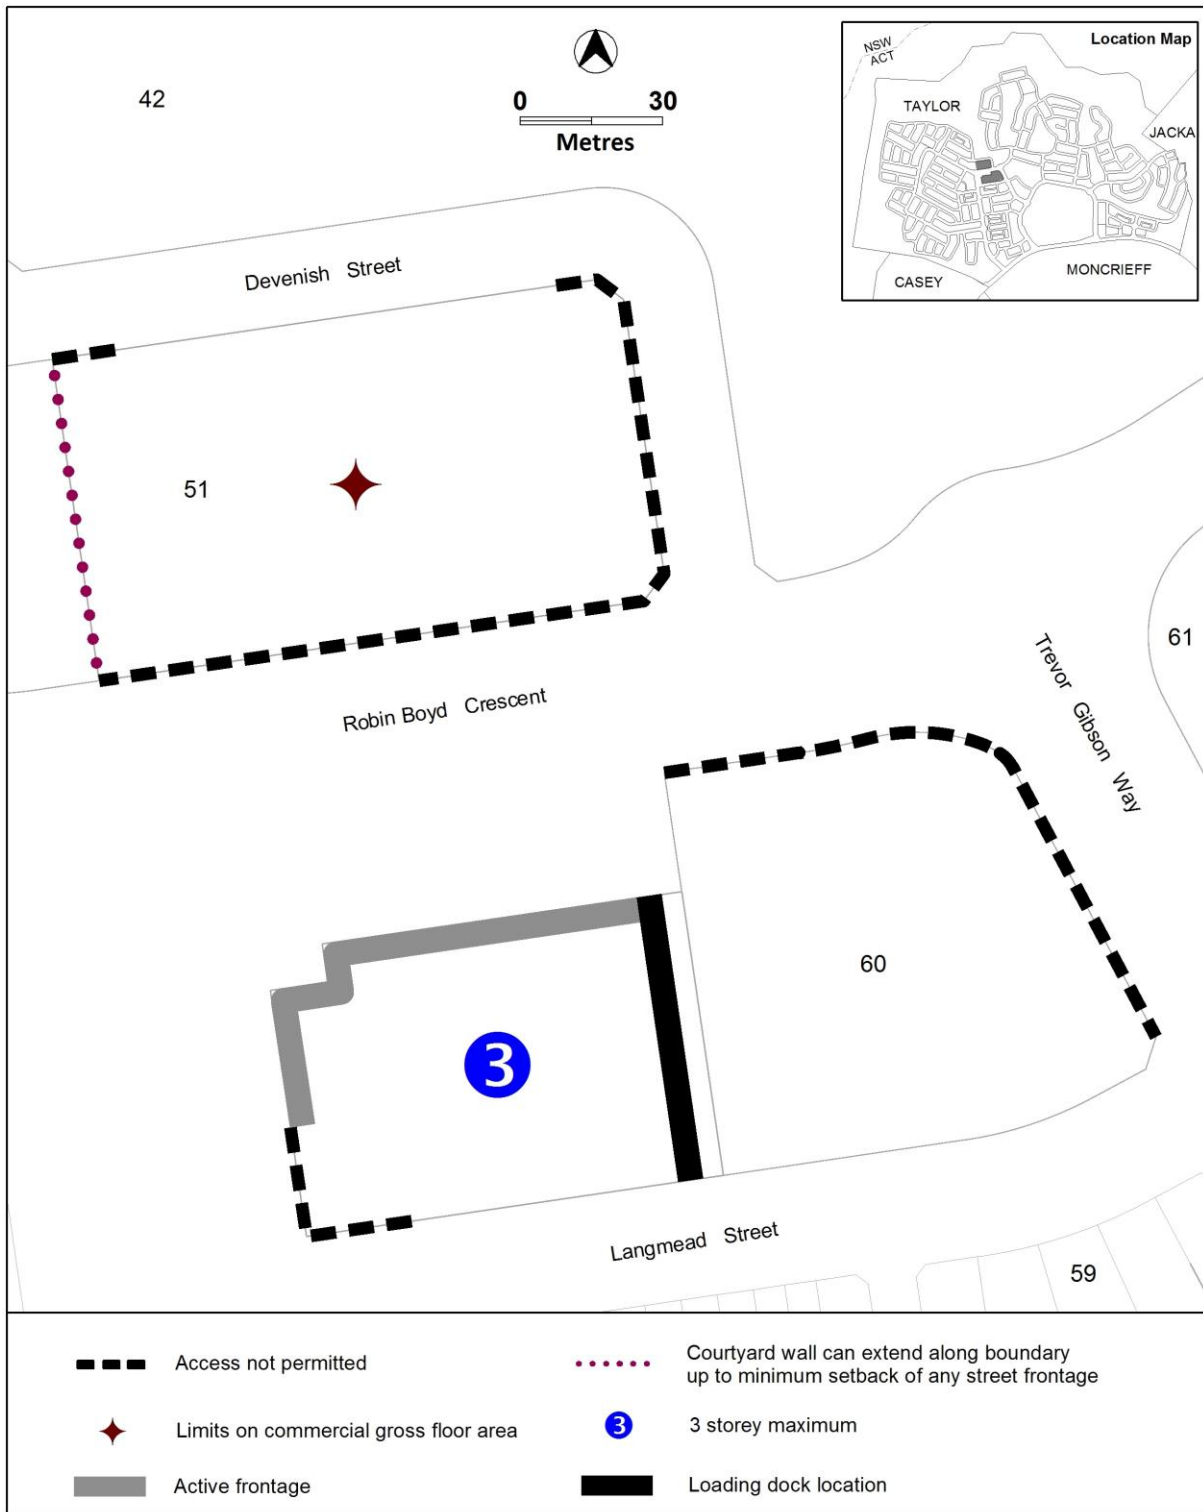 42
0 30
Metres
Location Map
NSW
ACT
TAYLOR
JACKA
MONCRIEFF
CASEY
Devenish Street
51
Robin Boyd Crescent
Trevor Gibson Way
61
60
3
Langmead Street
59
Access not permitted
Courtyard wall can extend along boundary
up to minimum setback of any street frontage
Limits on commercial gross floor area
3 3 storey maximum
Active frontage
Loading dock location